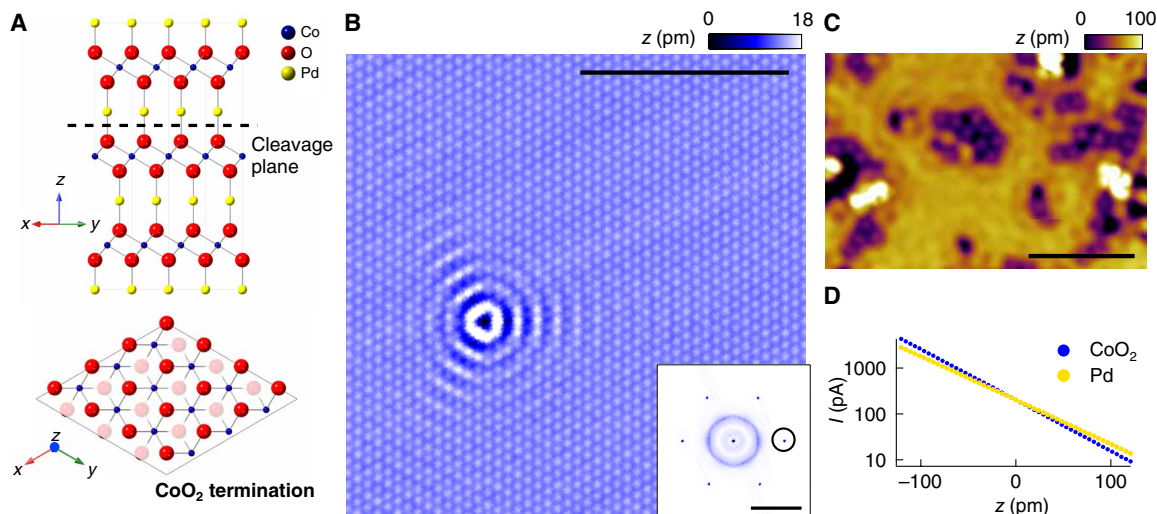 A
Co
O
Pd
Cleavage
plane
z
x
y
z
x
y
CoO₂ termination
B
0
18
z (pm)
C
0
100
z (pm)
D
CoO₂
Pd
I (pA)
1000
100
10
−100
0
100
z (pm)